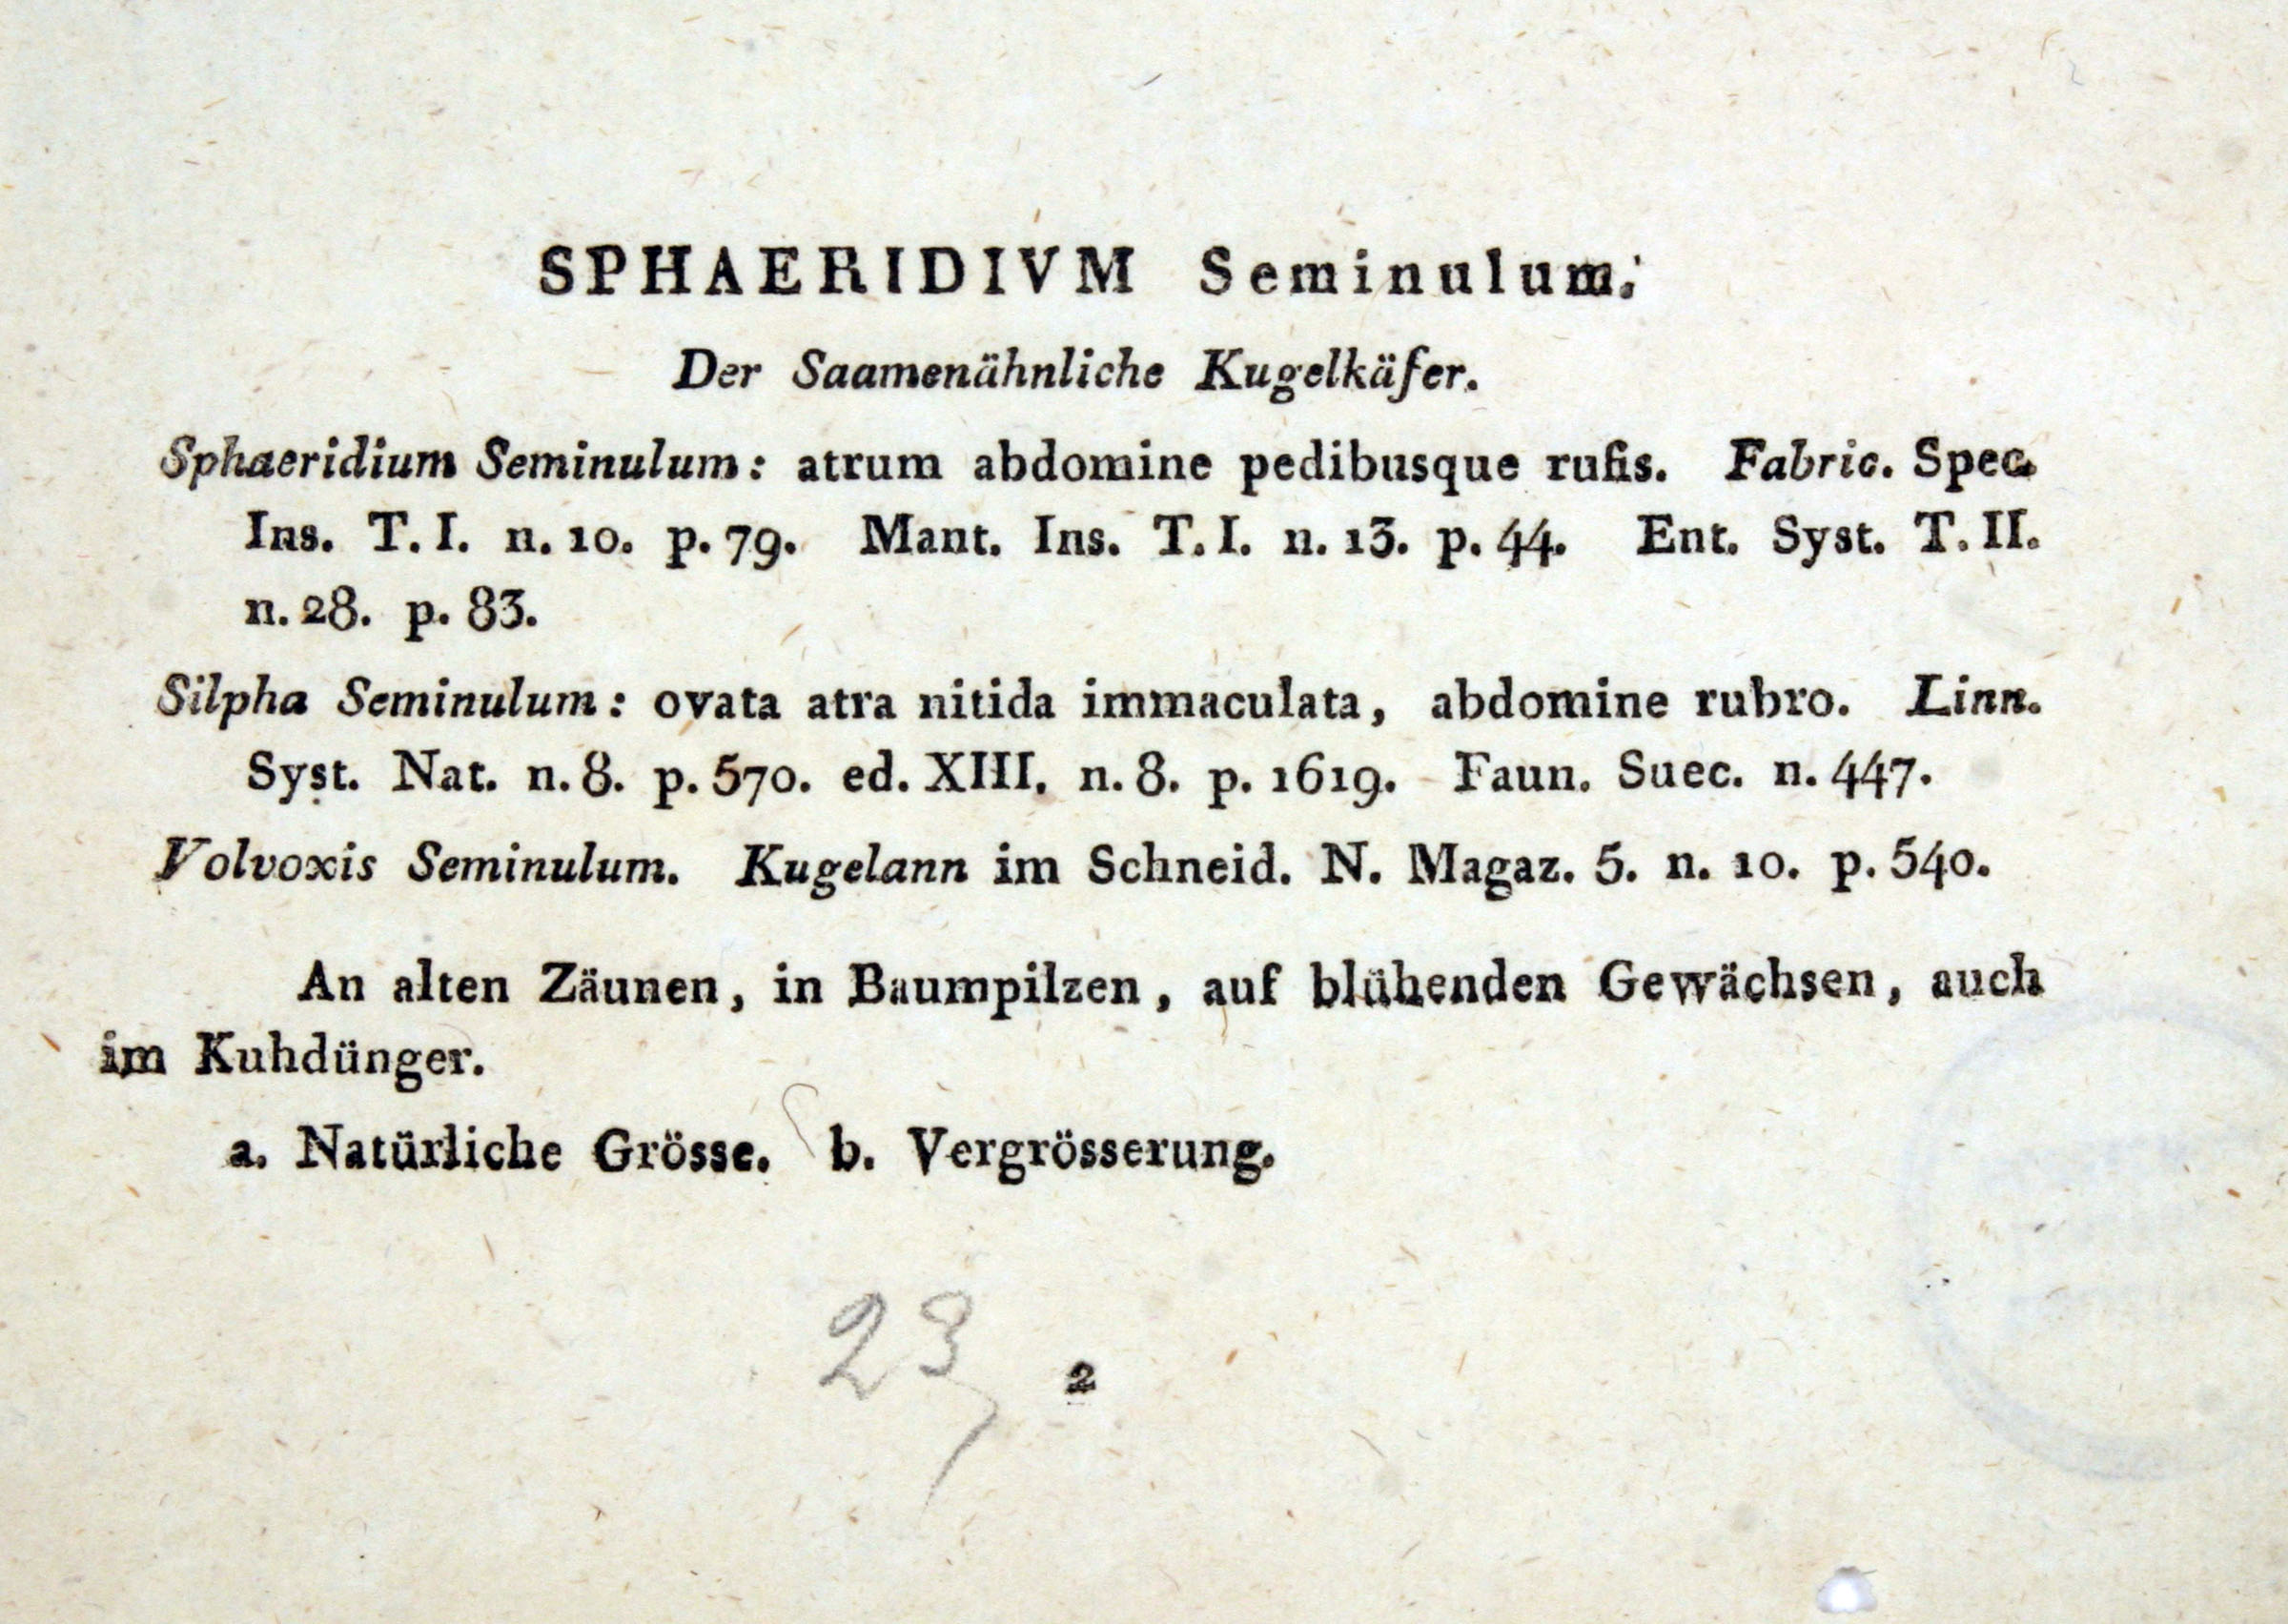 SPHAERIDIVM Seminulum.
Der Saamenähnliche Kugelkäfer.
Sphaeridium Seminulum: atrum abdomine pedibusque rufis. Fabric. Spec.
Ins. T. I. n. 10. p. 79. Mant. Ins. T. I. n. 13. p. 44. Ent. Syst. T. II.
n. 28. p. 83.
Silpha Seminulum: ovata atra nitida immaculata, abdomine rubro. Linn.
Syst. Nat. n. 8. p. 570. ed. XIII. n. 8. p. 1619. Faun. Suec. n. 447.
Volvoxis Seminulum. Kugelann im Schneid. N. Magaz. 5. n. 10. p. 540.
An alten Zäunen, in Baumpilzen, auf blühenden Gewächsen, auch
im Kuhdünger.
a. Natürliche Grösse. b. Vergrösserung.
23
2